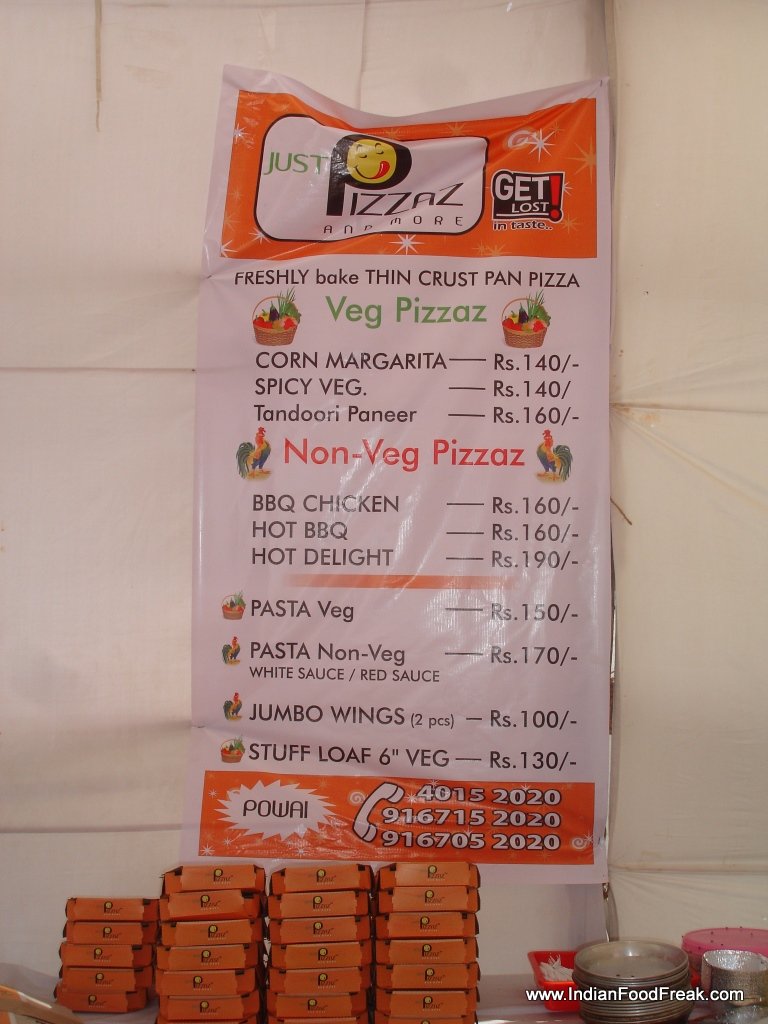 JUST PIZZAZ
AND MORE
GET LOST!
in taste..
FRESHLY bake THIN CRUST PAN PIZZA
Veg Pizzaz
CORN MARGARITA — Rs.140/-
SPICY VEG. — Rs.140/
Tandoori Paneer — Rs.160/-
Non-Veg Pizzaz
BBQ CHICKEN — Rs.160/-
HOT BBQ — Rs.160/-
HOT DELIGHT — Rs.190/-
PASTA Veg — Rs.150/-
PASTA Non-Veg — Rs.170/-
WHITE SAUCE / RED SAUCE
JUMBO WINGS (2 pcs) — Rs.100/-
STUFF LOAF 6" VEG — Rs.130/-
POWAI
4015 2020
916715 2020
916705 2020
PIZZAZ
PIZZAZ
PIZZAZ
www.IndianFoodFreak.com